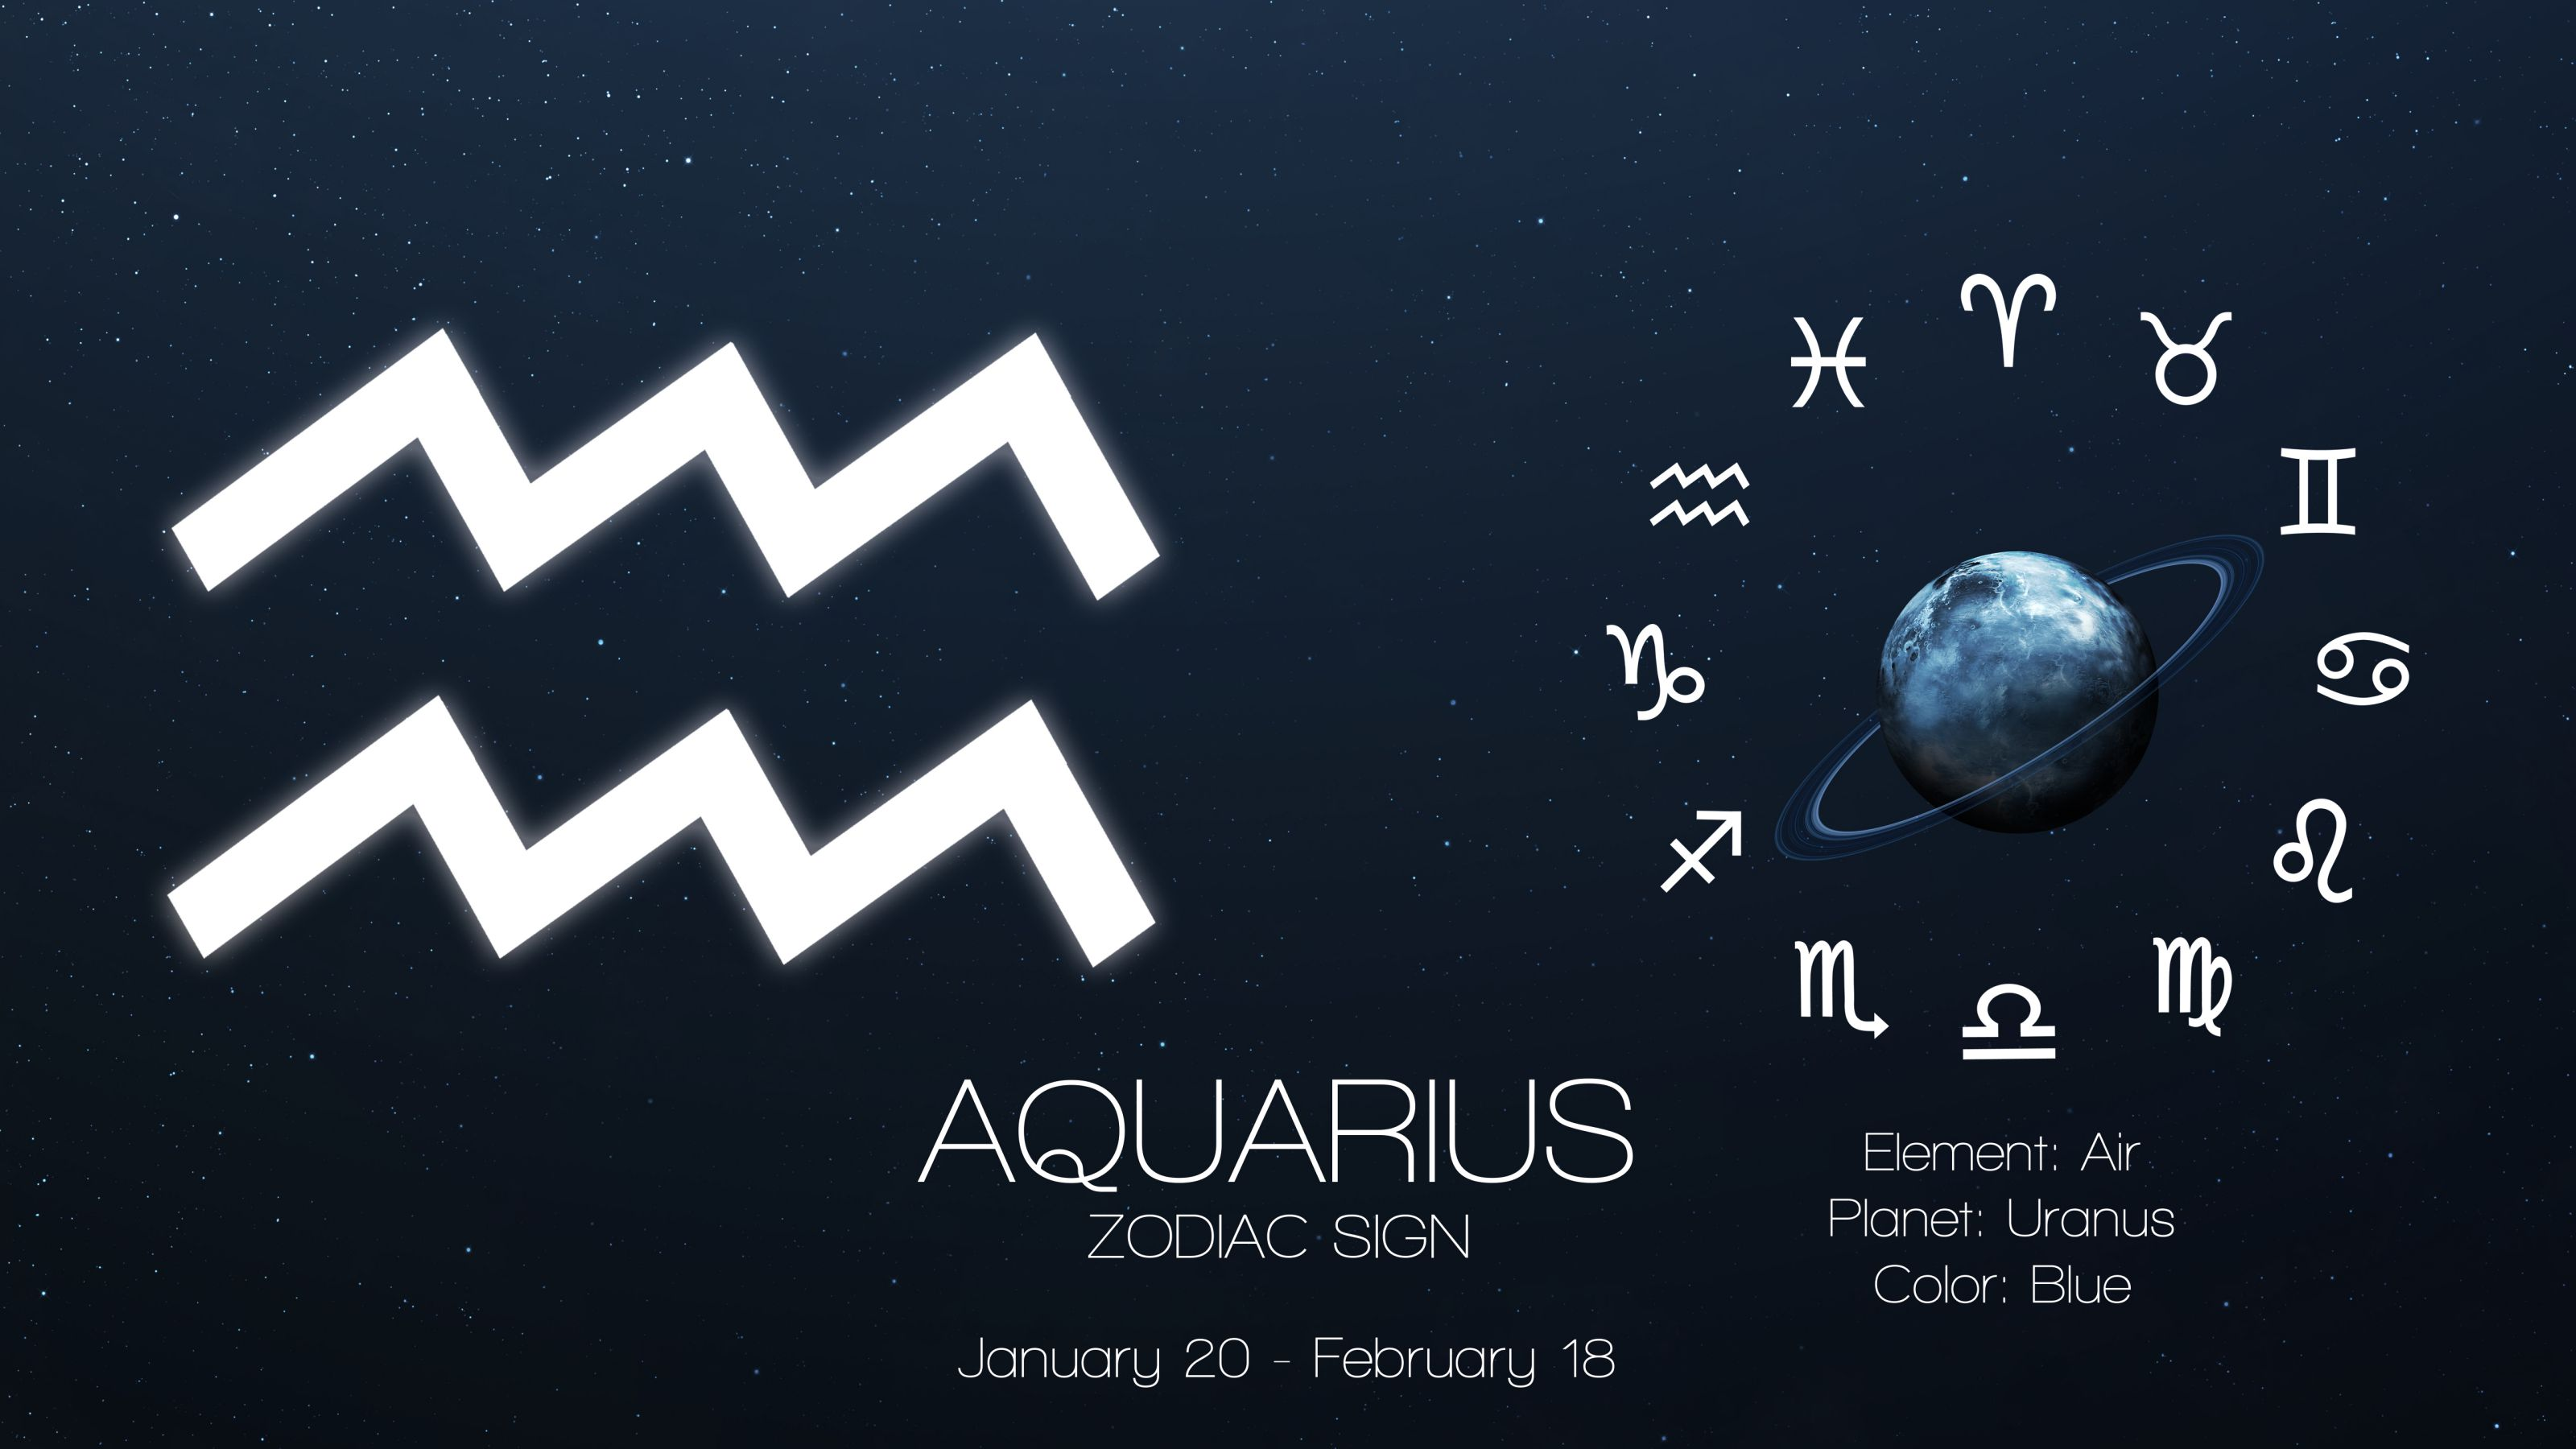 AQUARIUS
ZODIAC SIGN
January 20 - February 18
Element: Air
Planet: Uranus
Color: Blue